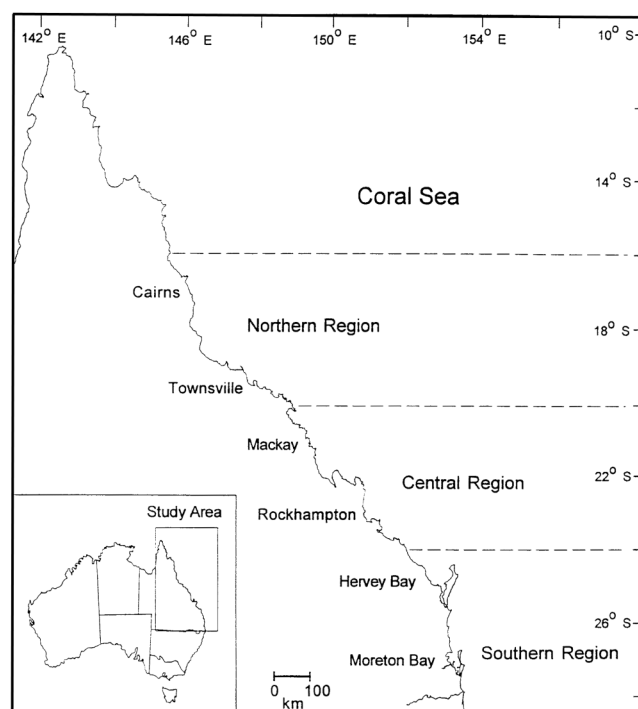 142° E 146° E 150° E 154° E 10° S
14° S
Coral Sea
Cairns
Northern Region
18° S
Townsville
Mackay
22° S
Central Region
Rockhampton
Study Area
Hervey Bay
26° S
Moreton Bay
Southern Region
0 100
km